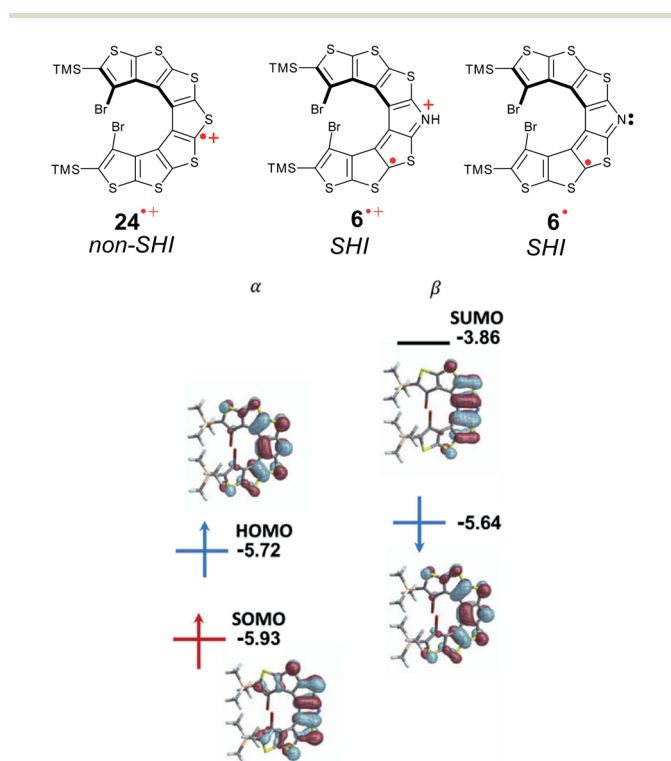 S S S S
TMS S TMS S TMS S
Br Br Br
S NH N:
Br •+ Br + Br •
TMS S TMS S TMS S
S S S S S S S S
24•+ 6•+ 6•
non-SHI SHI SHI
α β
SUMO
-3.86
HOMO
-5.72
-5.64
SOMO
-5.93